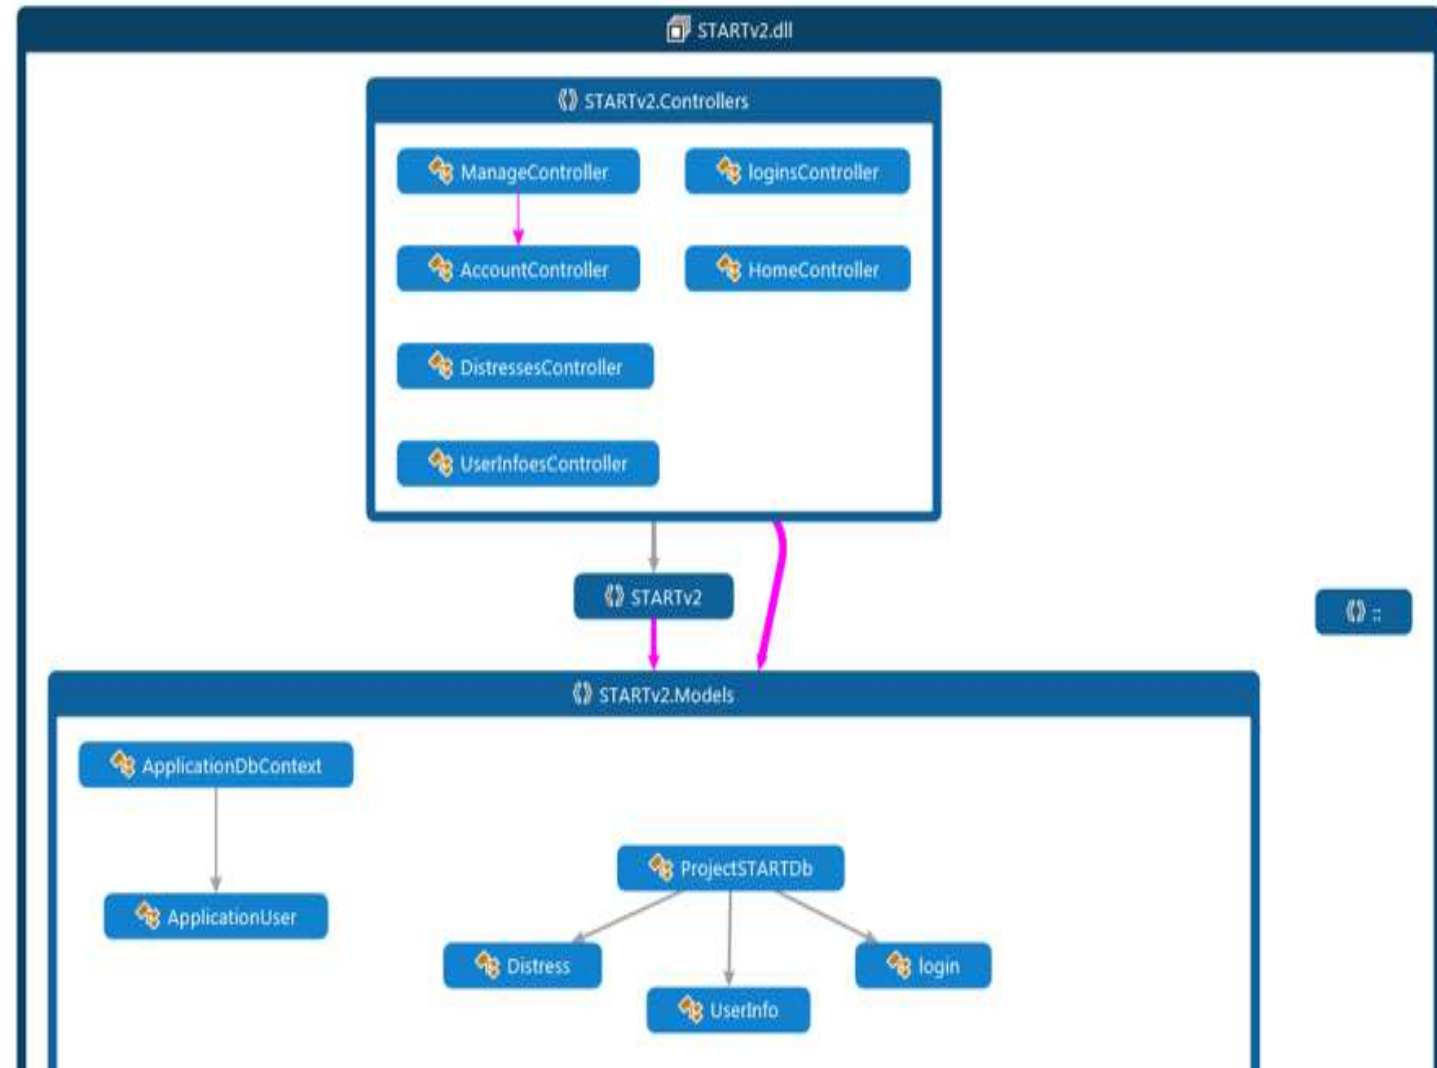 STARTv2.dll
STARTv2.Controllers
ManageController
loginsController
AccountController
HomeController
DistressesController
UserInfoesController
STARTv2
::
STARTv2.Models
ApplicationDbContext
ProjectSTARTDb
ApplicationUser
Distress
login
UserInfo